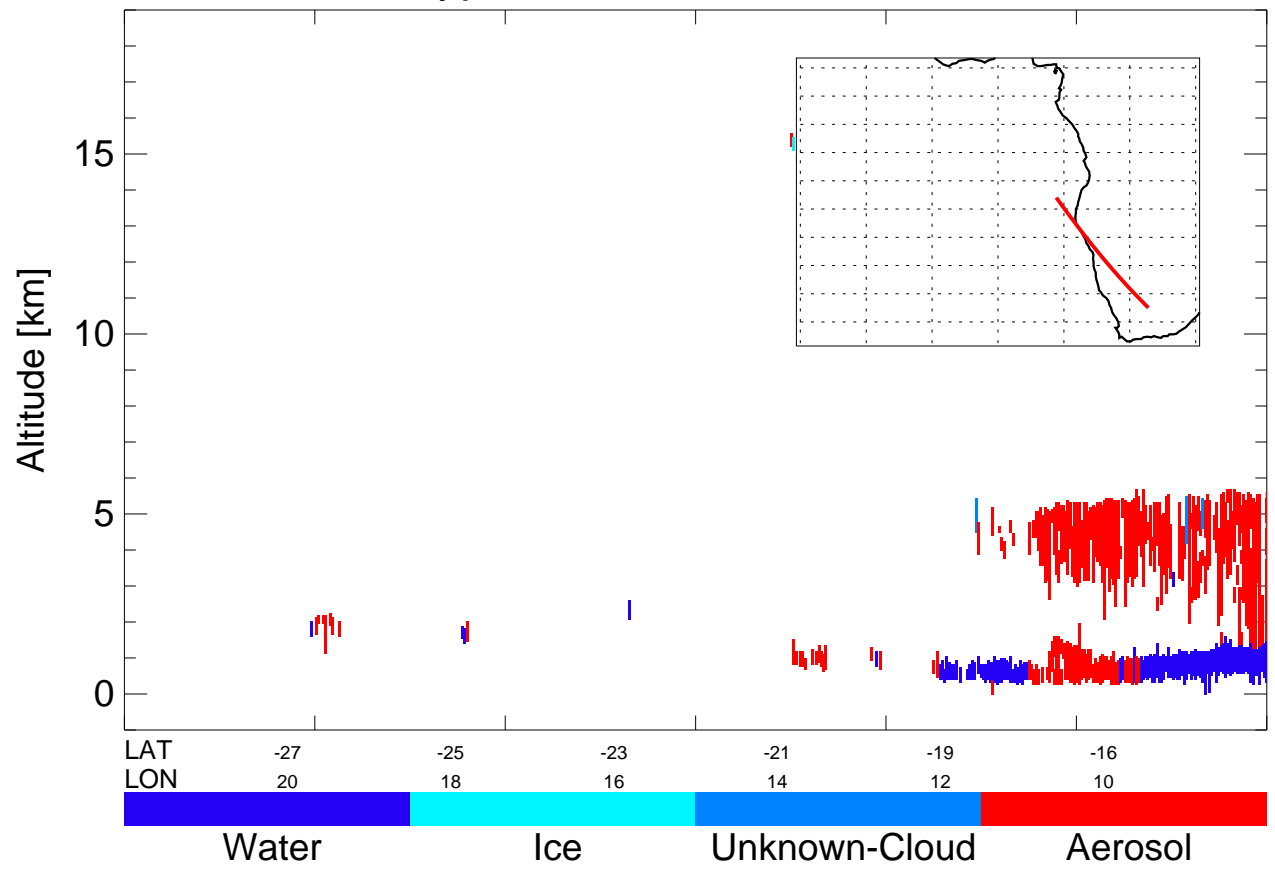 15
10
5
0
Altitude [km]
LAT -27 -25 -23 -21 -19 -16
LON 20 18 16 14 12 10
Water Ice Unknown-Cloud Aerosol